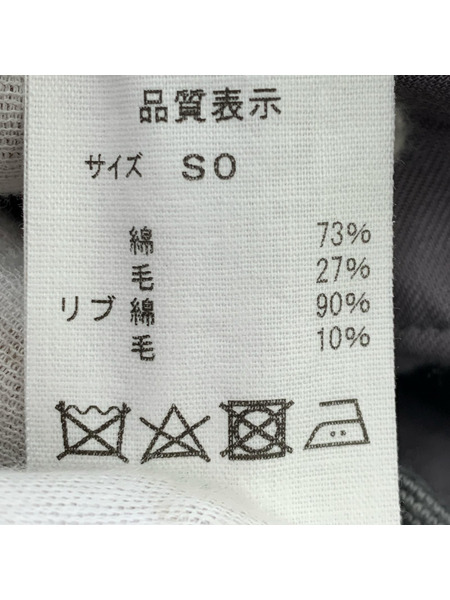 品質表示
サイズ SO
綿 73%
毛 27%
リブ 綿 90%
毛 10%